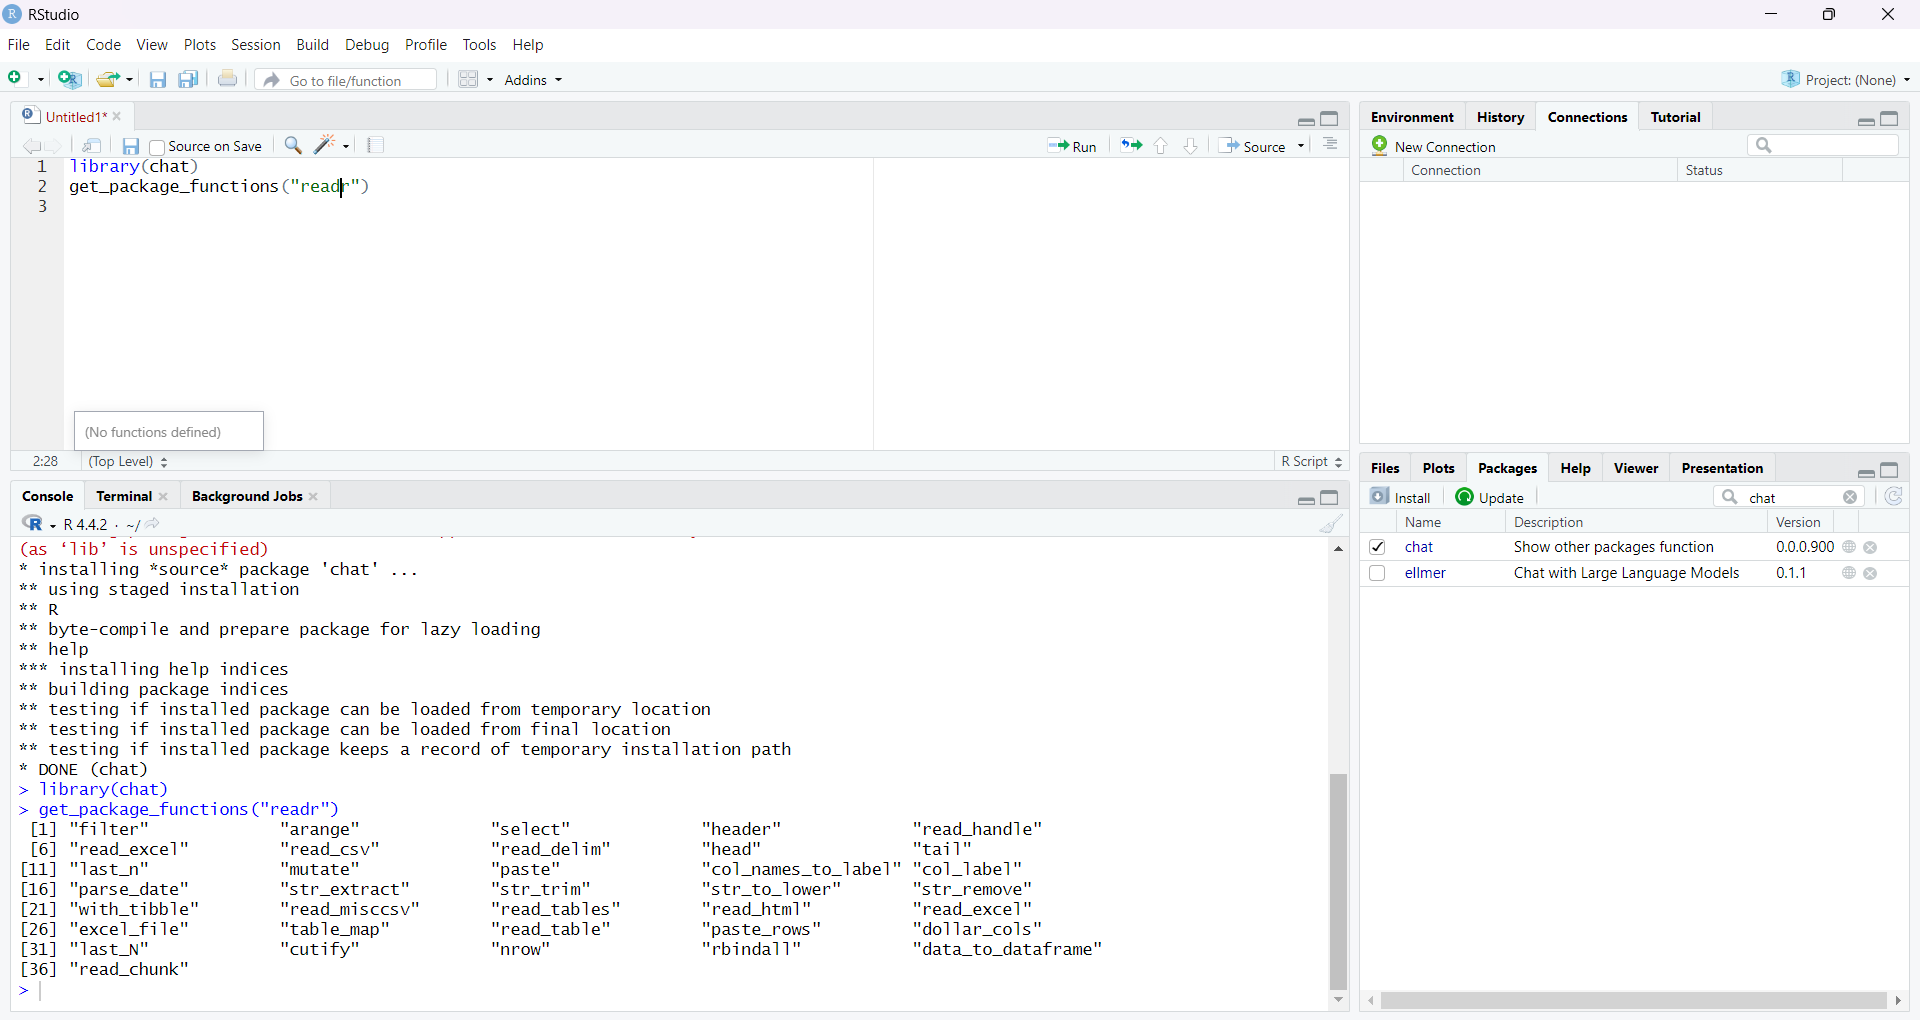 RStudio
File Edit Code View Plots Session Build Debug Profile Tools Help
Go to file/function Addins Project: (None)
Untitled1*
Source on Save Run Source
1 library(chat)
2 get_package_functions("readr")
3
(No functions defined)
2:28 (Top Level) R Script
Console Terminal Background Jobs
R 4.4.2 · ~/
(as ‘lib’ is unspecified)
* installing *source* package 'chat' ...
** using staged installation
** R
** byte-compile and prepare package for lazy loading
** help
*** installing help indices
** building package indices
** testing if installed package can be loaded from temporary location
** testing if installed package can be loaded from final location
** testing if installed package keeps a record of temporary installation path
* DONE (chat)
> library(chat)
> get_package_functions("readr")
[1] "filter" "arange" "select" "header" "read_handle"
[6] "read_excel" "read_csv" "read_delim" "head" "tail"
[11] "last_n" "mutate" "paste" "col_names_to_label" "col_label"
[16] "parse_date" "str_extract" "str_trim" "str_to_lower" "str_remove"
[21] "with_tibble" "read_misccsv" "read_tables" "read_html" "read_excel"
[26] "excel_file" "table_map" "read_table" "paste_rows" "dollar_cols"
[31] "last_N" "cutify" "nrow" "rbindall" "data_to_dataframe"
[36] "read_chunk"
>
Environment History Connections Tutorial
New Connection
Connection Status
Files Plots Packages Help Viewer Presentation
Install Update chat
Name Description Version
chat Show other packages function 0.0.0.900
ellmer Chat with Large Language Models 0.1.1